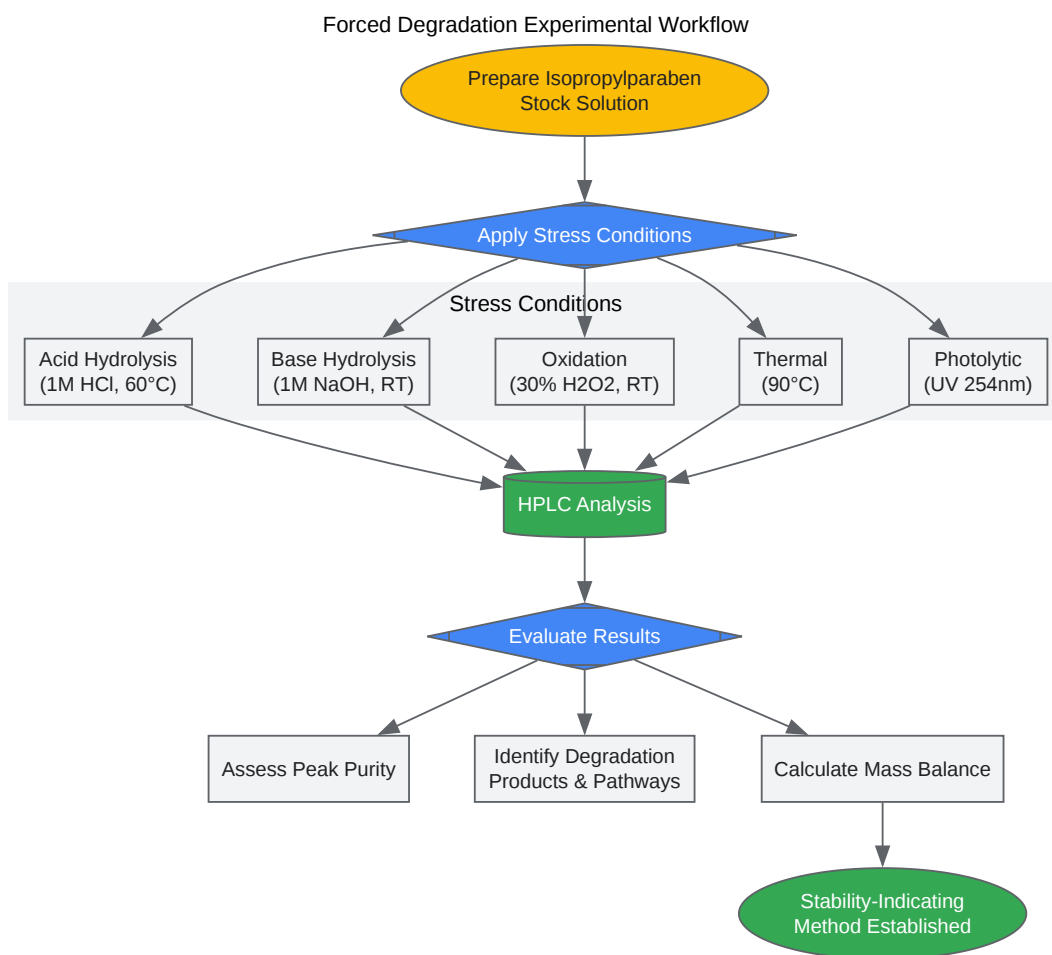 Forced Degradation Experimental Workflow
Prepare Isopropylparaben
Stock Solution
Apply Stress Conditions
Stress Conditions
Acid Hydrolysis
(1M HCl, 60°C)
Base Hydrolysis
(1M NaOH, RT)
Oxidation
(30% H2O2, RT)
Thermal
(90°C)
Photolytic
(UV 254nm)
HPLC Analysis
Evaluate Results
Assess Peak Purity
Identify Degradation
Products & Pathways
Calculate Mass Balance
Stability-Indicating
Method Established